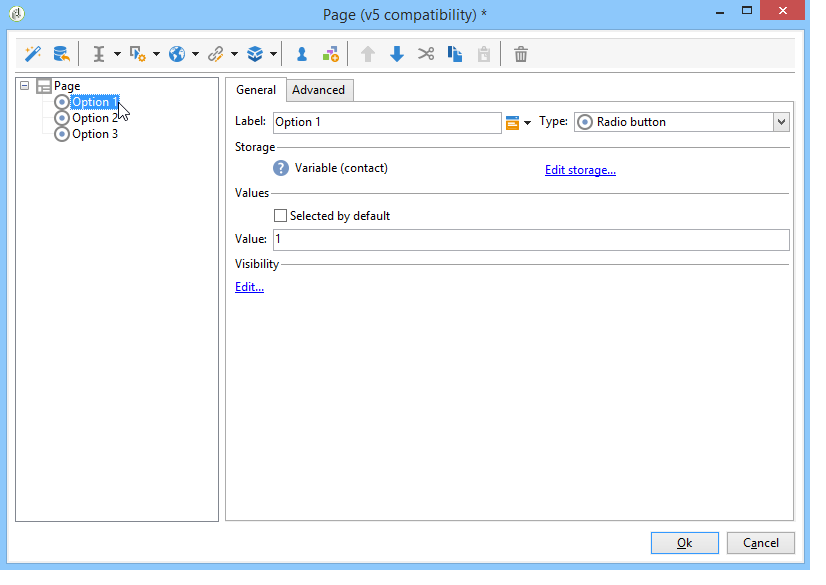 Page (v5 compatibility) *
Page
Option 1
Option 2
Option 3
General Advanced
Label: Option 1 Type: Radio button
Storage
Variable (contact) Edit storage...
Values
Selected by default
Value: 1
Visibility
Edit...
Ok Cancel